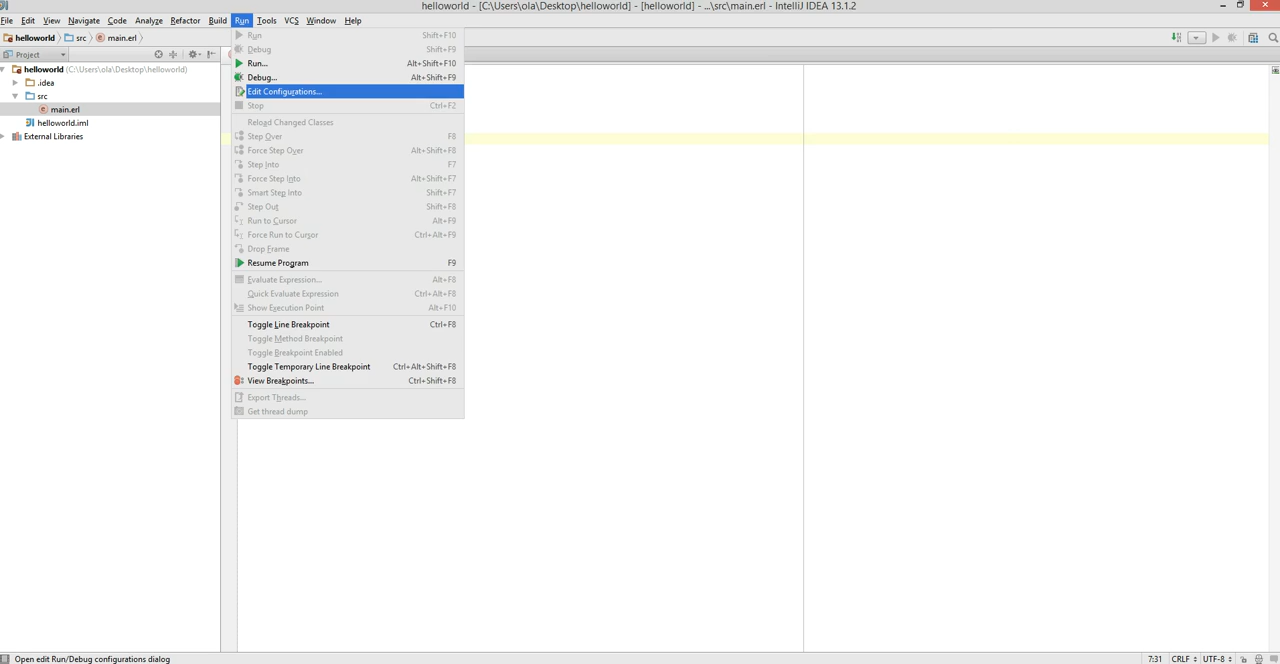 helloworld - [C:\Users\ola\Desktop\helloworld] - [helloworld] - ...\src\main.erl - IntelliJ IDEA 13.1.2
File Edit View Navigate Code Analyze Refactor Build Run Tools VCS Window Help
helloworld src main.erl
Project
helloworld (C:\Users\ola\Desktop\helloworld)
.idea
src
main.erl
helloworld.iml
External Libraries
Run Shift+F10
Debug Shift+F9
Run... Alt+Shift+F10
Debug... Alt+Shift+F9
Edit Configurations...
Stop Ctrl+F2
Reload Changed Classes
Step Over F8
Force Step Over Alt+Shift+F8
Step Into F7
Force Step Into Alt+Shift+F7
Smart Step Into Shift+F7
Step Out Shift+F8
Run to Cursor Alt+F9
Force Run to Cursor Ctrl+Alt+F9
Drop Frame
Resume Program F9
Evaluate Expression... Alt+F8
Quick Evaluate Expression Ctrl+Alt+F8
Show Execution Point Alt+F10
Toggle Line Breakpoint Ctrl+F8
Toggle Method Breakpoint
Toggle Breakpoint Enabled
Toggle Temporary Line Breakpoint Ctrl+Alt+Shift+F8
View Breakpoints... Ctrl+Shift+F8
Export Threads...
Get thread dump
Open edit Run/Debug configurations dialog 7:31 CRLF UTF-8